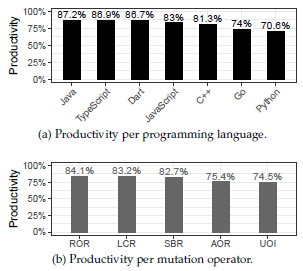 87.2% 86.9% 86.7% 83% 81.3% 74% 70.6%
100%
75%
50%
25%
0%
Productivity
Java TypeScript Dart JavaScript C++ Go Python
(a) Productivity per programming language.
84.1% 83.2% 82.7% 75.4% 74.5%
100%
75%
50%
25%
0%
Productivity
ROR LCR SBR AOR UOI
(b) Productivity per mutation operator.